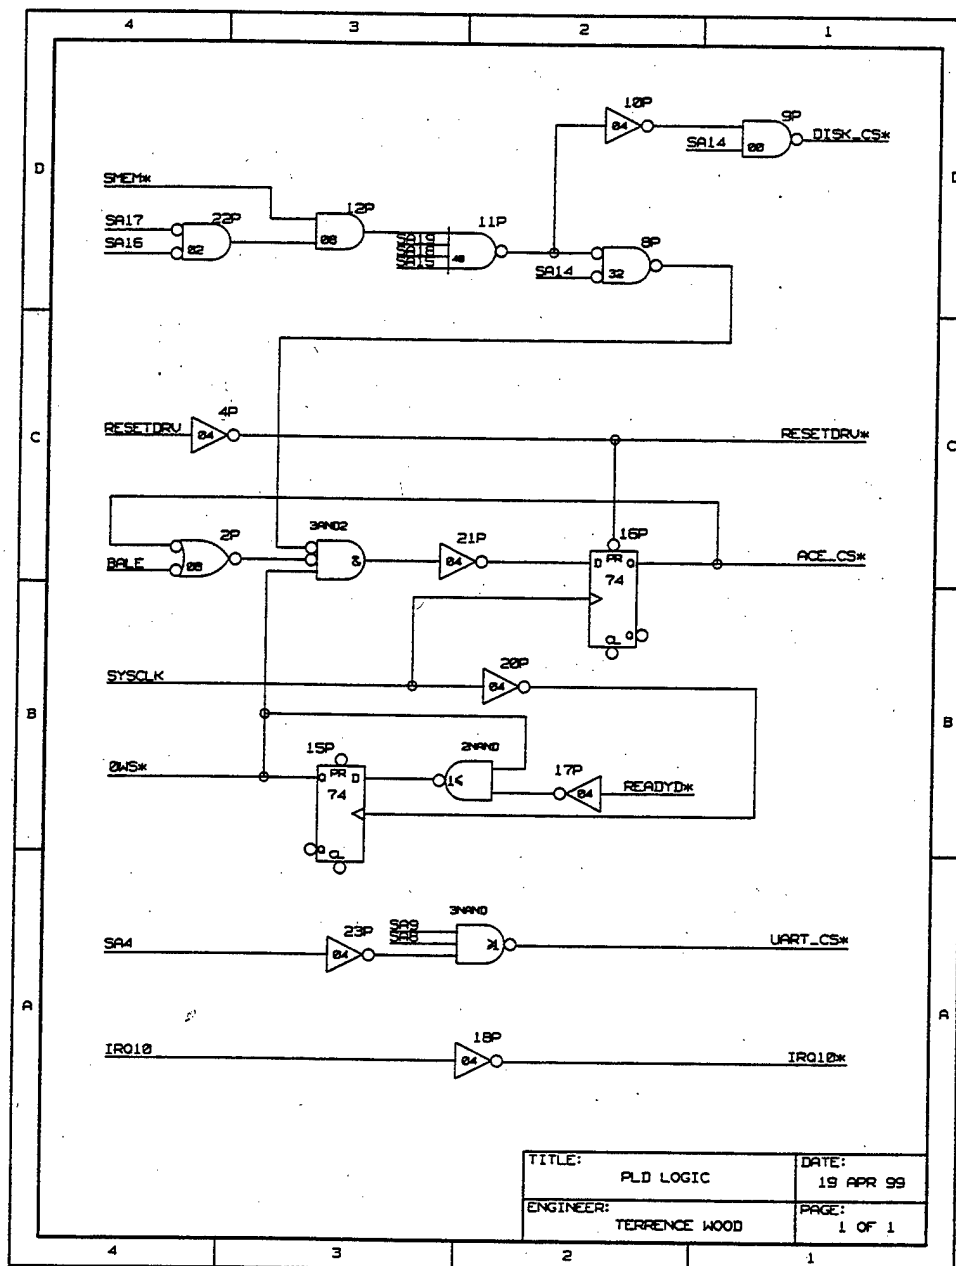 4 3 2 1
D
C
B
A
D
C
B
A
10P
04
9P
SA14
00
DISK_CS*
SMEM*
12P
08
11P
SA17
SA16
22P
02
SA15
40
8P
SA14
32
4P
RESETDRV
04
RESETDRV*
2P
BALE
08
3AND2
&
21P
04
16P
D PR Q
74
CL Q
ACE_CS*
SYSCLK
20P
04
0WS*
15P
Q PR D
74
Q CL
2NAND
1<
17P
04
READYD*
SA4
23P
04
SA9
3NAND
UART_CS*
IRQ10
18P
04
IRQ10*
TITLE:
PLD LOGIC
DATE:
19 APR 99
ENGINEER:
TERRENCE WOOD
PAGE:
1 OF 1
4 3 2 1